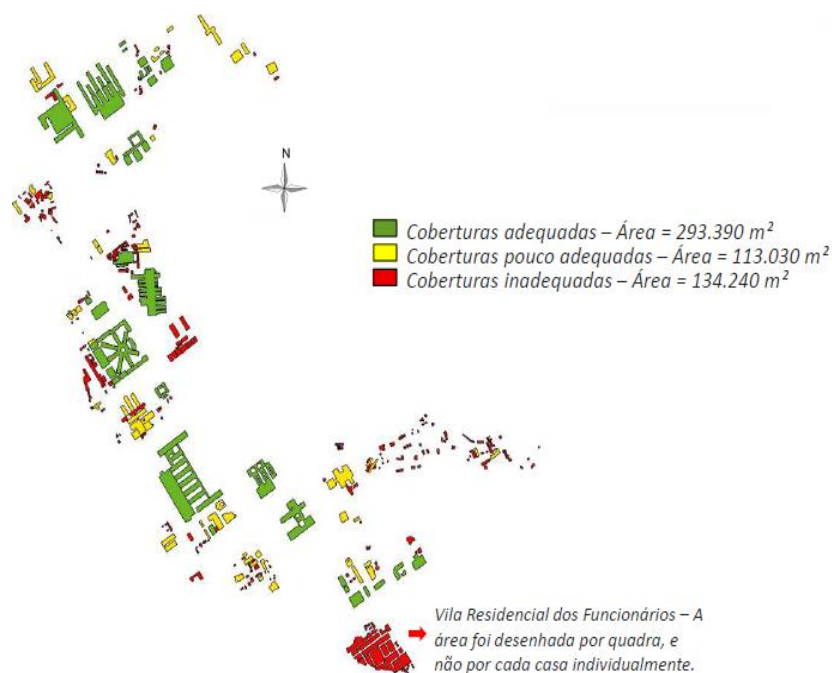 N
Coberturas adequadas – Área = 293.390 m²
Coberturas pouco adequadas – Área = 113.030 m²
Coberturas inadequadas – Área = 134.240 m²
Vila Residencial dos Funcionários – A
área foi desenhada por quadra, e
não por cada casa individualmente.